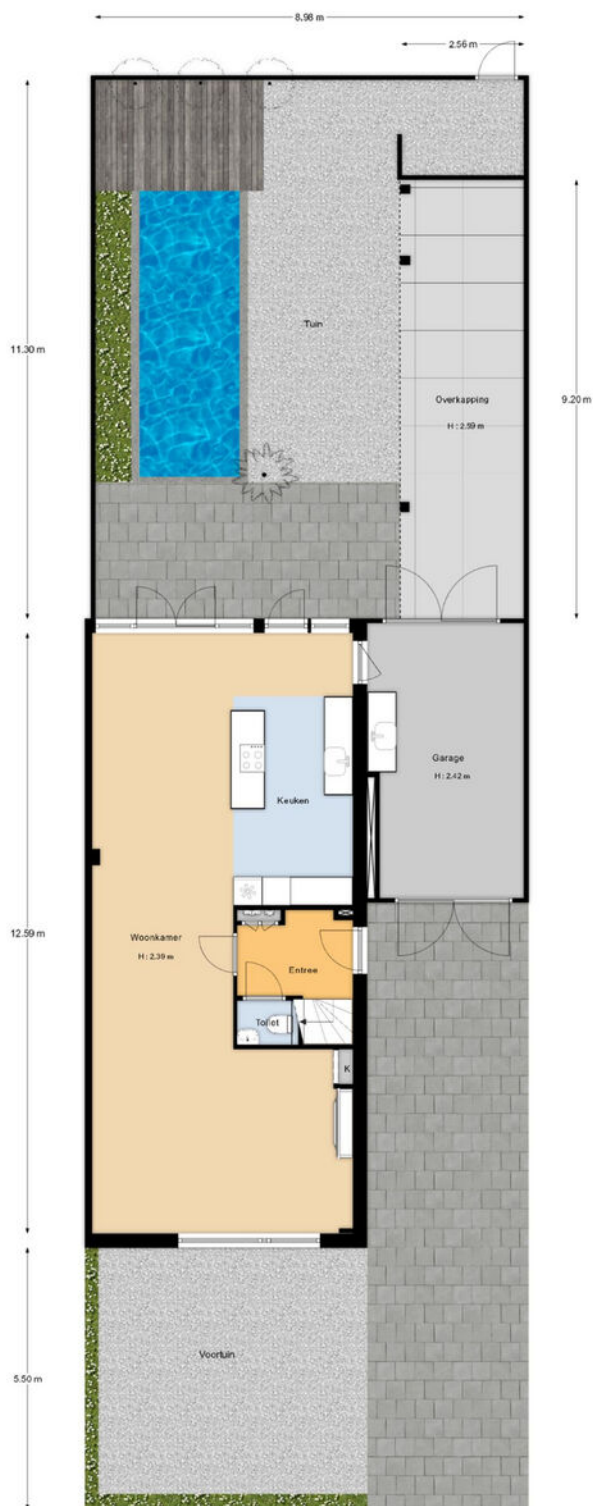 8.98 m
2.56 m
11.30 m
Tuin
Overkapping
H : 2.59 m
9.20 m
Garage
H : 2.42 m
Keuken
12.59 m
Woonkamer
H : 2.39 m
Entree
Toilet
K
Voortuin
5.50 m